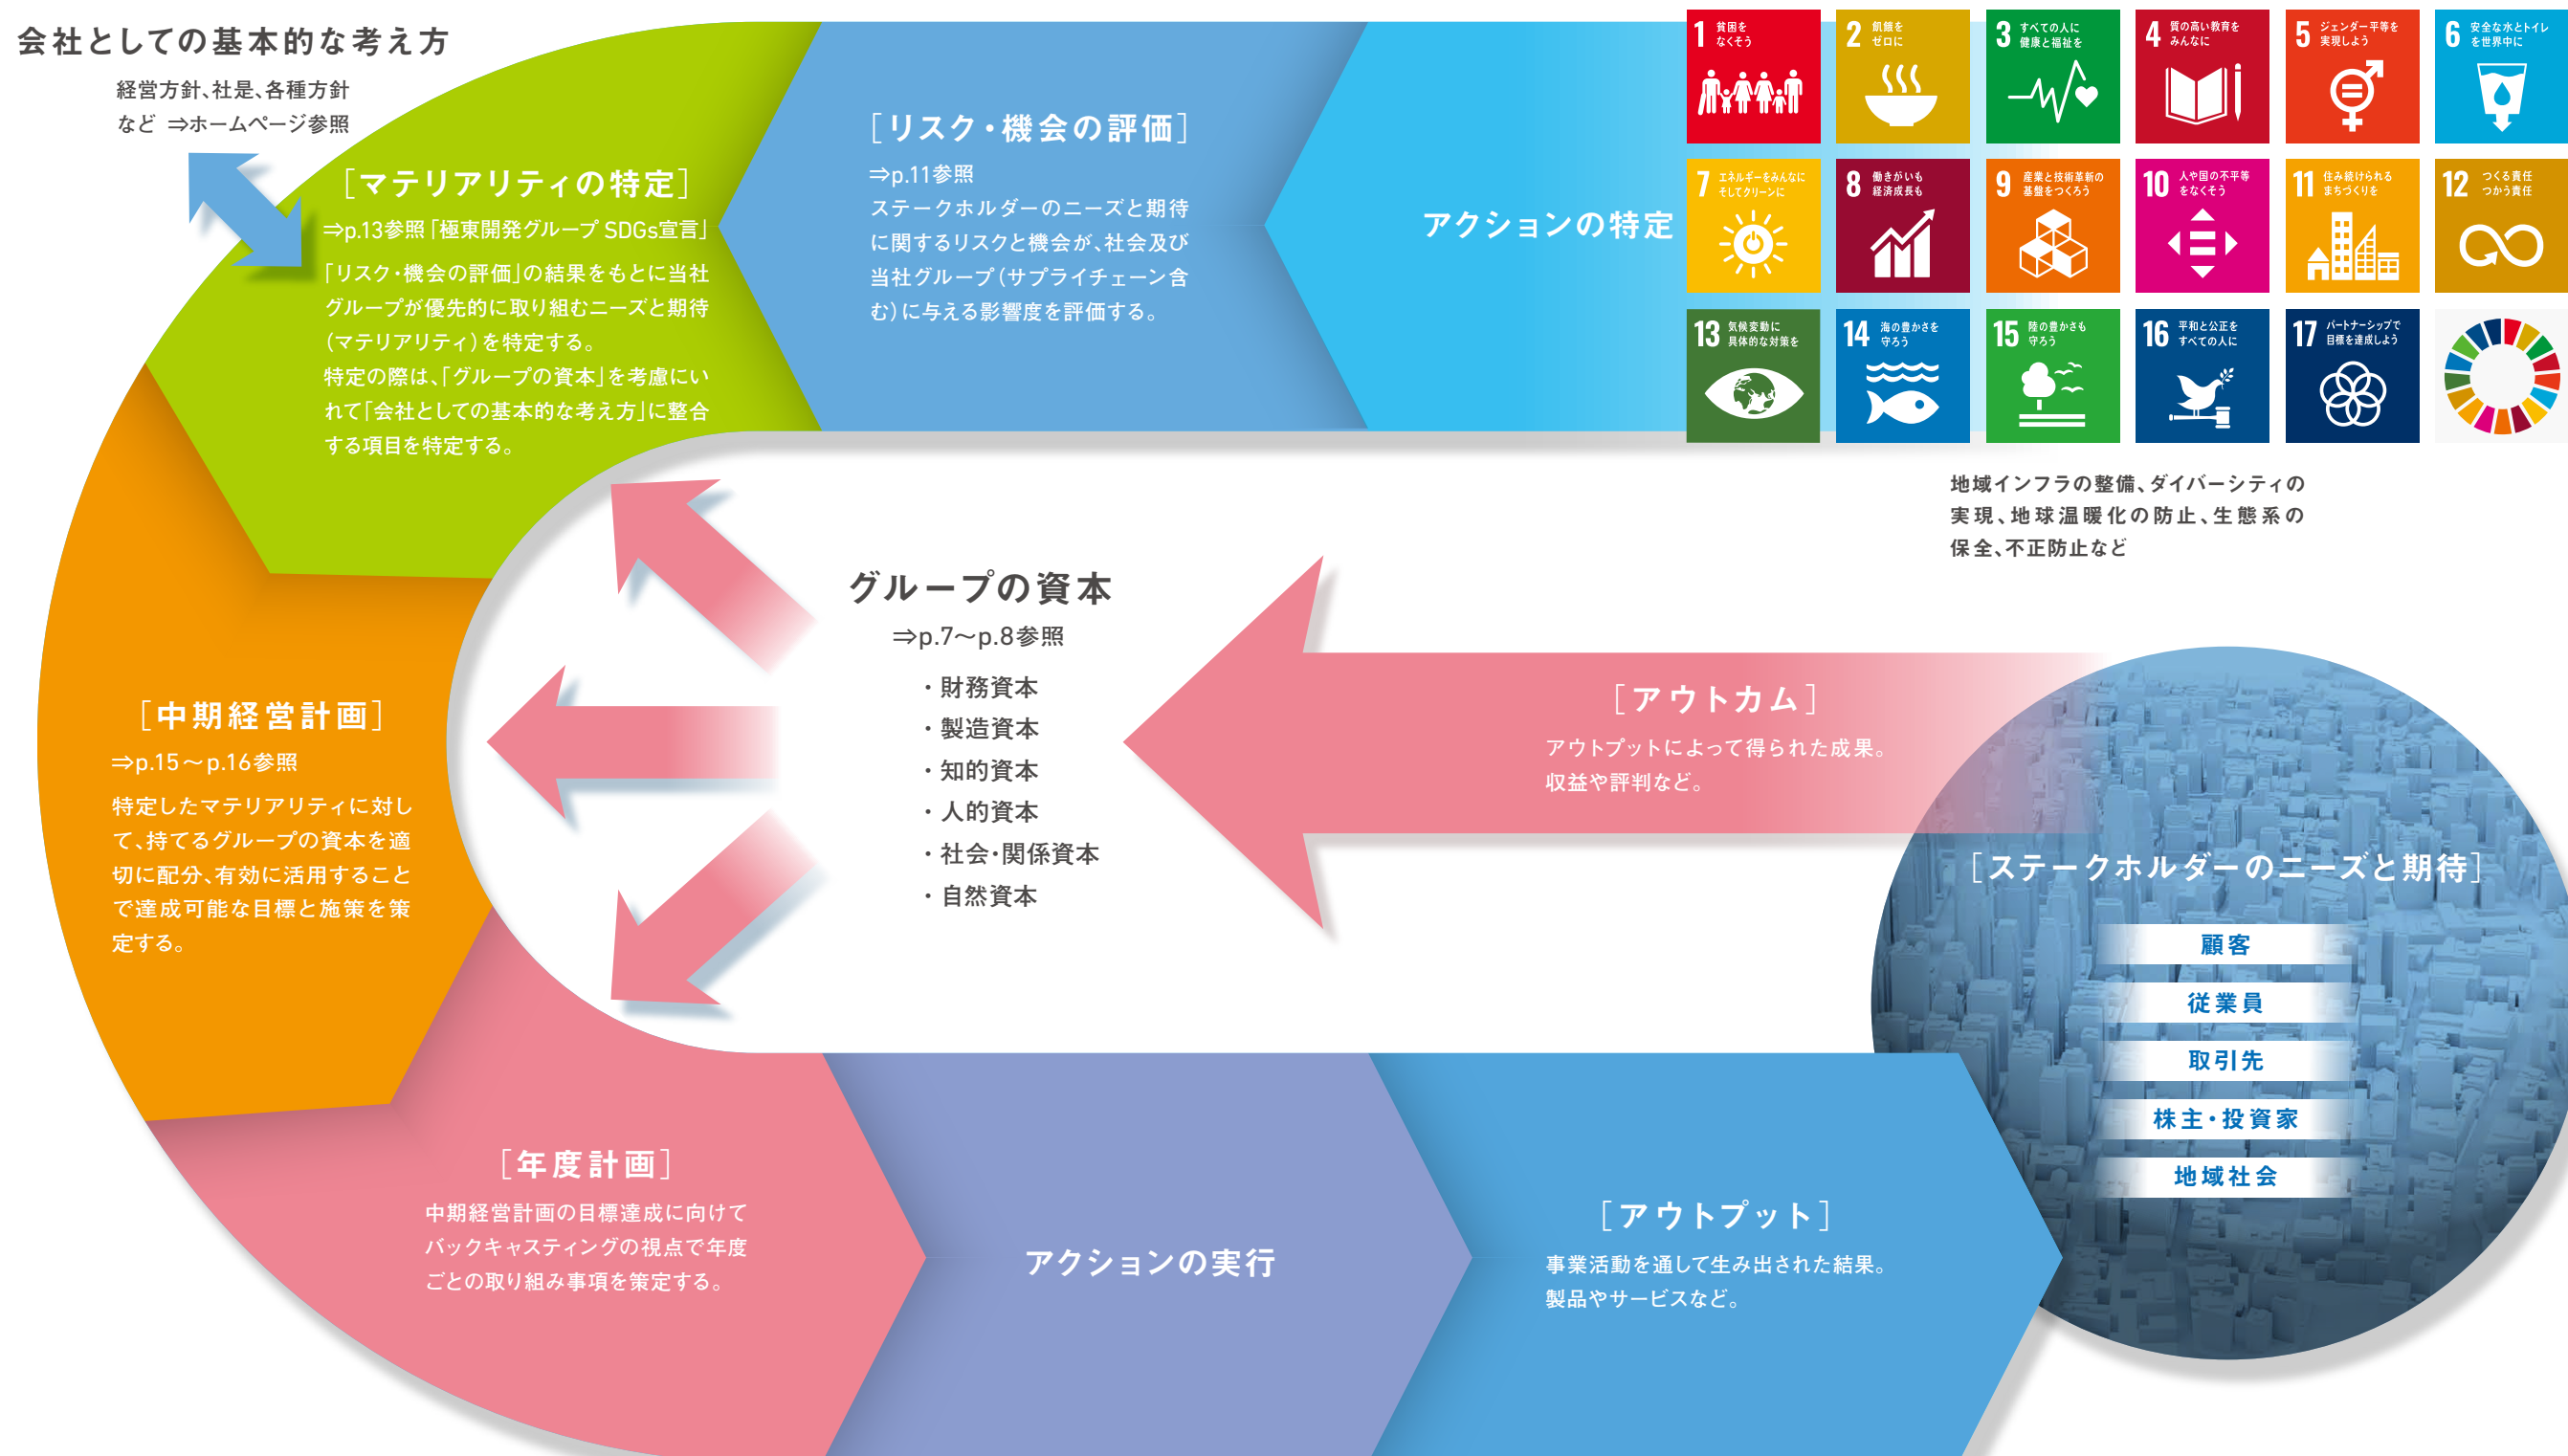 会社としての基本的な考え方
経営方針、社是、各種方針
など ⇒ホームページ参照
[マテリアリティの特定]
⇒p.13参照「極東開発グループ SDGs宣言」
「リスク・機会の評価」の結果をもとに当社
グループが優先的に取り組むニーズと期待
（マテリアリティ）を特定する。
特定の際は、「グループの資本」を考慮にい
れて「会社としての基本的な考え方」に整合
する項目を特定する。
[リスク・機会の評価]
⇒p.11参照
ステークホルダーのニーズと期待
に関するリスクと機会が、社会及び
当社グループ（サプライチェーン含
む）に与える影響度を評価する。
アクションの特定
1 貧困を
なくそう
2 飢餓を
ゼロに
3 すべての人に
健康と福祉を
4 質の高い教育を
みんなに
5 ジェンダー平等を
実現しよう
6 安全な水とトイレ
を世界中に
7 エネルギーをみんなに
そしてクリーンに
8 働きがいも
経済成長も
9 産業と技術革新の
基盤をつくろう
10 人や国の不平等
をなくそう
11 住み続けられる
まちづくりを
12 つくる責任
つかう責任
13 気候変動に
具体的な対策を
14 海の豊かさを
守ろう
15 陸の豊かさも
守ろう
16 平和と公正を
すべての人に
17 パートナーシップで
目標を達成しよう
地域インフラの整備、ダイバーシティの
実現、地球温暖化の防止、生態系の
保全、不正防止など
グループの資本
⇒p.7〜p.8参照
・財務資本
・製造資本
・知的資本
・人的資本
・社会・関係資本
・自然資本
[アウトカム]
アウトプットによって得られた成果。
収益や評判など。
[中期経営計画]
⇒p.15〜p.16参照
特定したマテリアリティに対し
て、持てるグループの資本を適
切に配分、有効に活用すること
で達成可能な目標と施策を策
定する。
[ステークホルダーのニーズと期待]
顧客
従業員
取引先
株主・投資家
地域社会
[年度計画]
中期経営計画の目標達成に向けて
バックキャスティングの視点で年度
ごとの取り組み事項を策定する。
アクションの実行
[アウトプット]
事業活動を通して生み出された結果。
製品やサービスなど。